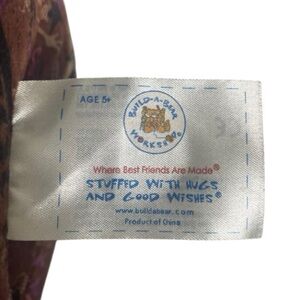 AGE 5+
BUILD-A-BEAR
WORKSHOP
Where Best Friends Are Made®
STUFFED WITH HUGS
AND GOOD WISHES®
www.buildabear.com
Product of China